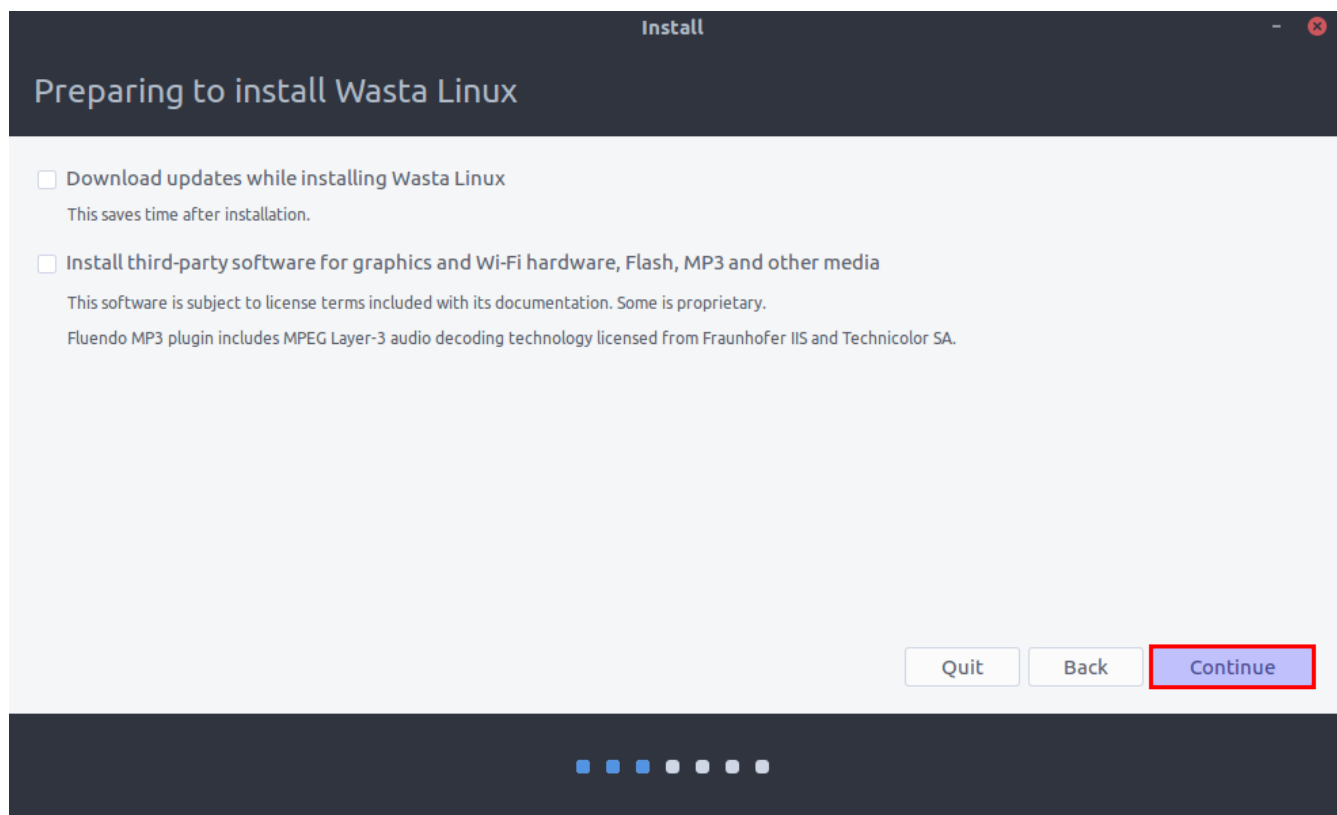 Install
Preparing to install Wasta Linux
Download updates while installing Wasta Linux
This saves time after installation.
Install third-party software for graphics and Wi-Fi hardware, Flash, MP3 and other media
This software is subject to license terms included with its documentation. Some is proprietary.
Fluendo MP3 plugin includes MPEG Layer-3 audio decoding technology licensed from Fraunhofer IIS and Technicolor SA.
Quit Back Continue